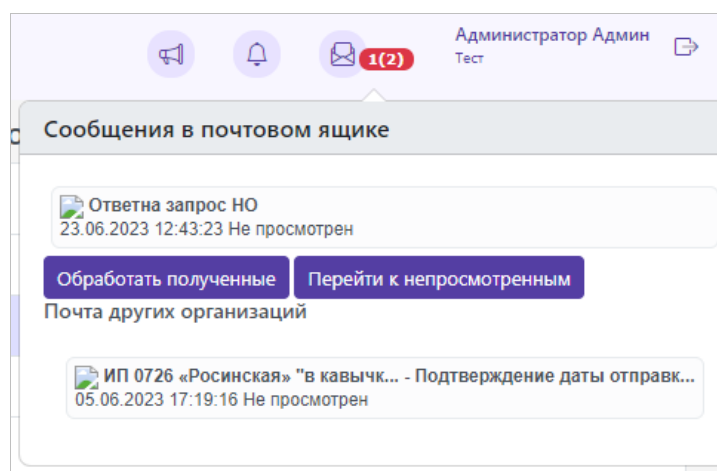 Администратор Админ
1(2)
Тест
Сообщения в почтовом ящике
Ответна запрос НО
23.06.2023 12:43:23 Не просмотрен
Обработать полученные Перейти к непросмотренным
Почта других организаций
ИП 0726 «Росинская» "в кавычк... - Подтверждение даты отправк...
05.06.2023 17:19:16 Не просмотрен